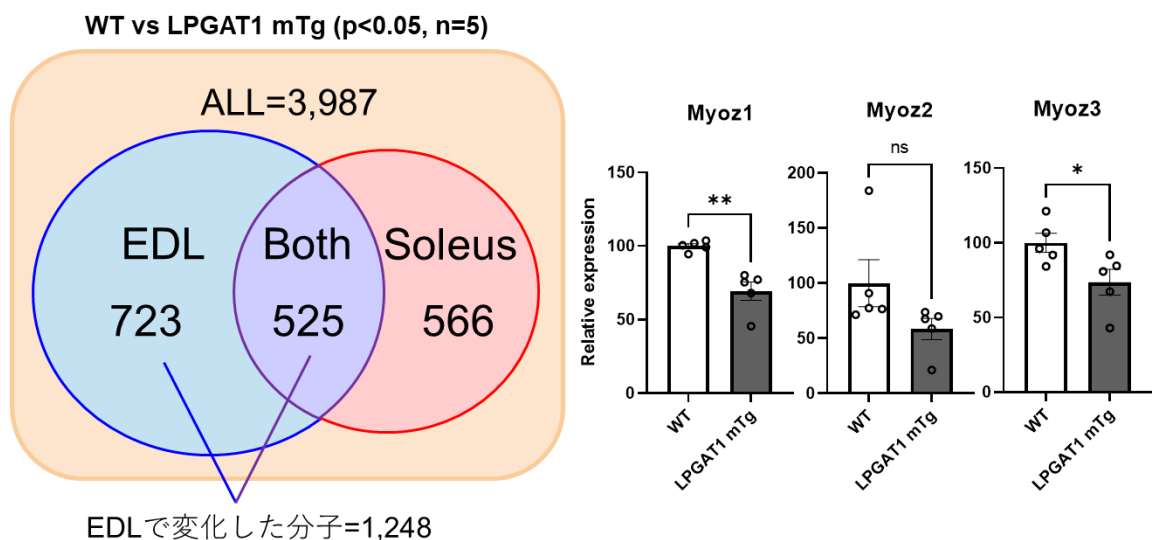 WT vs LPGAT1 mTg (p<0.05, n=5)
ALL=3,987
EDL
Both
Soleus
723
525
566
EDLで変化した分子=1,248
Relative expression
Myoz1
150
100
50
0
**
WT
LPGAT1 mTg
Myoz2
200
150
100
50
0
ns
WT
LPGAT1 mTg
Myoz3
150
100
50
0
*
WT
LPGAT1 mTg